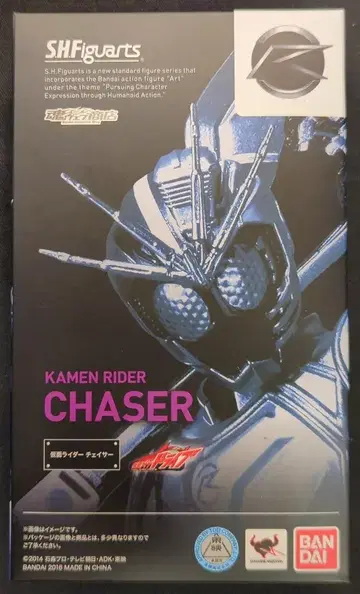 S.H.Figuarts
S.H.Figuarts is a new standard figure series that
incorporates the Bandai action figure "Art"
under the theme "Pursuing Character
Expression through Humanoid Action."
魂ウェブ商店
KAMEN RIDER
CHASER
仮面ライダー チェイサー
※画像はイメージです。
※パッケージの画像と商品とは、多少異なりますので
ご了承ください。
©2014 石森プロ・テレビ朝日・ADK・東映
BANDAI 2016 MADE IN CHINA
BAN
DAI